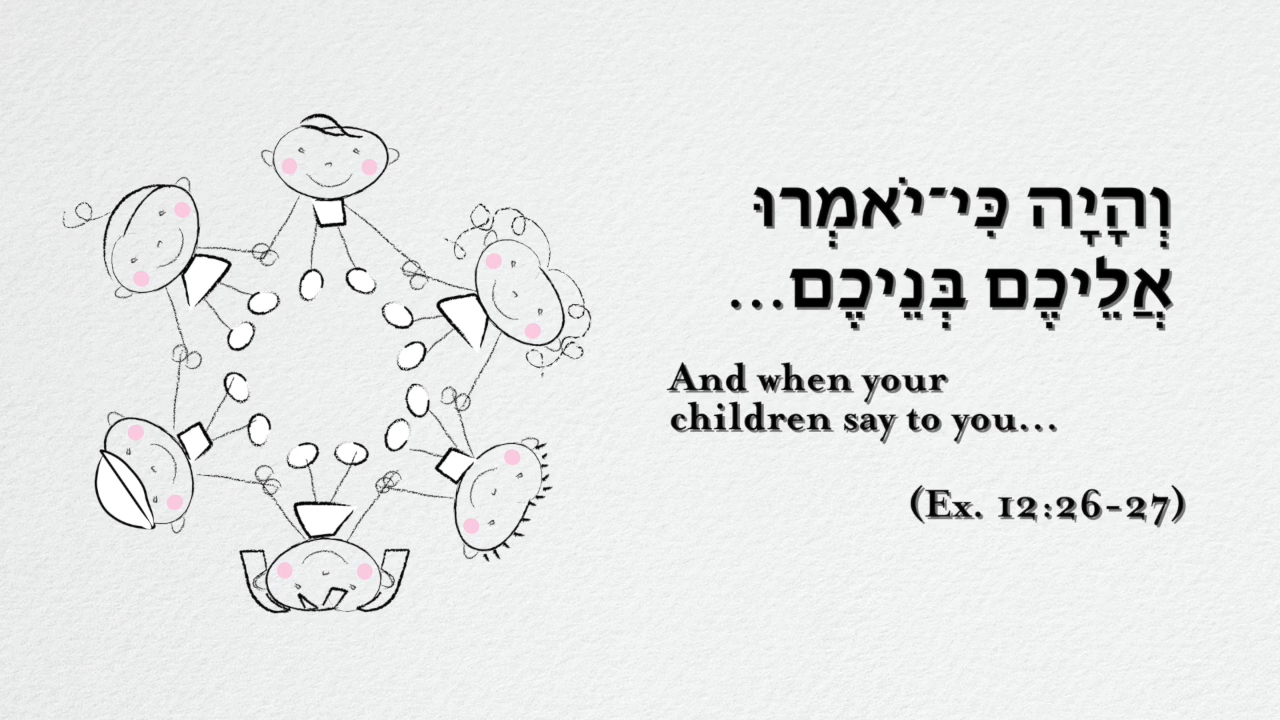 וְהָיָה כִּי־יֹאמְרוּ
אֲלֵיכֶם בְּנֵיכֶם...
And when your
children say to you...
(Ex. 12:26-27)